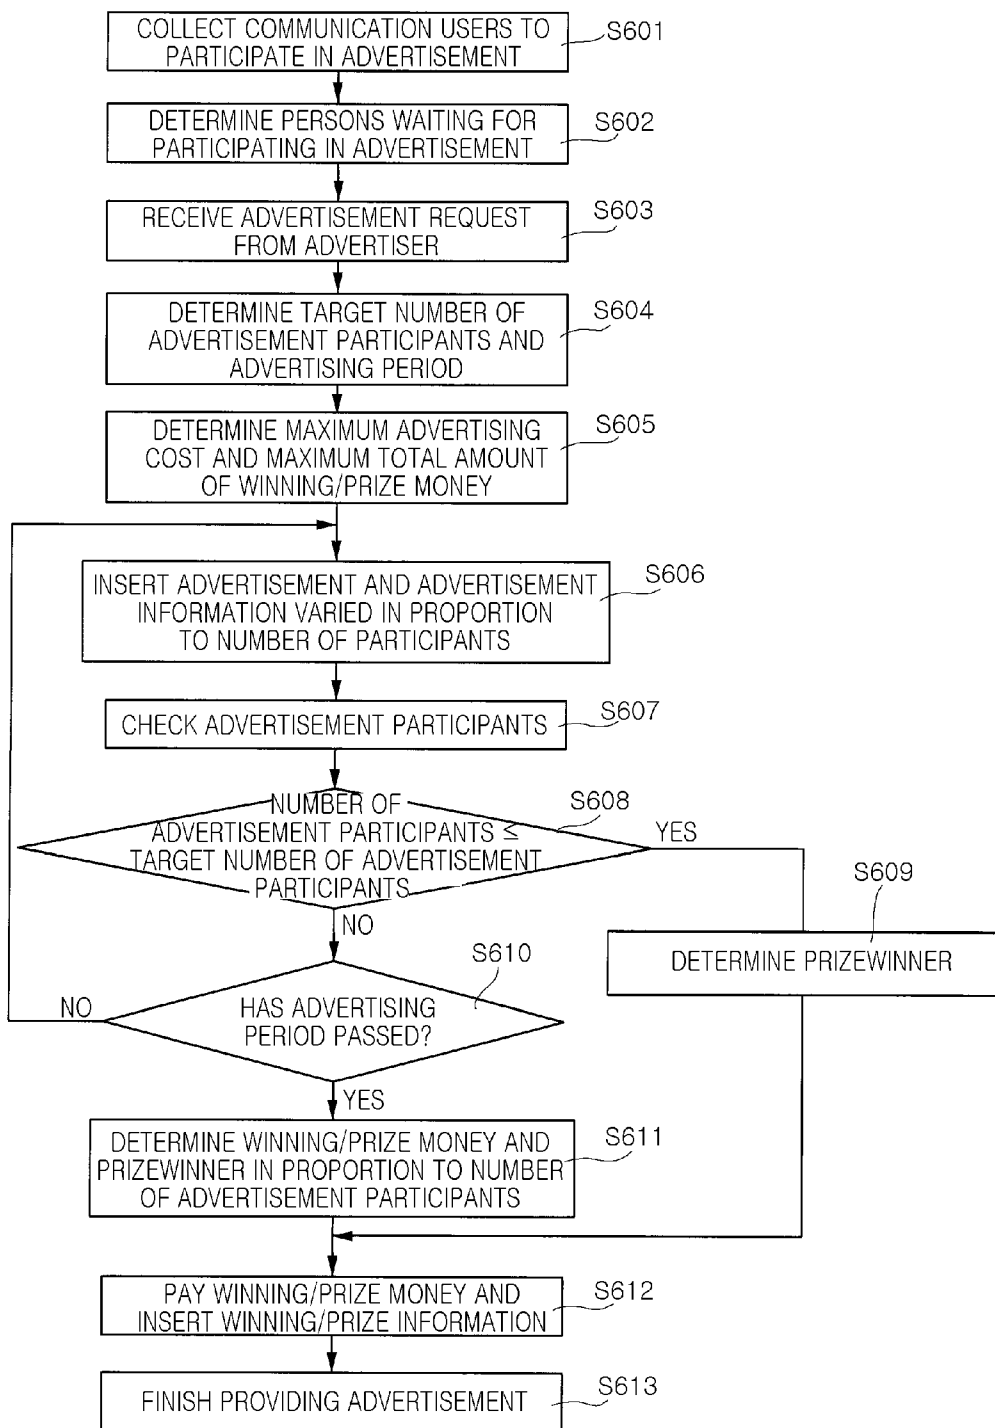 COLLECT COMMUNICATION USERS TO
PARTICIPATE IN ADVERTISEMENT
S601
DETERMINE PERSONS WAITING FOR
PARTICIPATING IN ADVERTISEMENT
S602
RECEIVE ADVERTISEMENT REQUEST
FROM ADVERTISER
S603
DETERMINE TARGET NUMBER OF
ADVERTISEMENT PARTICIPANTS AND
ADVERTISING PERIOD
S604
DETERMINE MAXIMUM ADVERTISING
COST AND MAXIMUM TOTAL AMOUNT
OF WINNING/PRIZE MONEY
S605
INSERT ADVERTISEMENT AND ADVERTISEMENT
INFORMATION VARIED IN PROPORTION
TO NUMBER OF PARTICIPANTS
S606
CHECK ADVERTISEMENT PARTICIPANTS
S607
NUMBER OF
ADVERTISEMENT PARTICIPANTS ≤
TARGET NUMBER OF ADVERTISEMENT
PARTICIPANTS
S608
YES
NO
S609
DETERMINE PRIZEWINNER
S610
HAS ADVERTISING
PERIOD PASSED?
NO
YES
DETERMINE WINNING/PRIZE MONEY AND
PRIZEWINNER IN PROPORTION TO NUMBER
OF ADVERTISEMENT PARTICIPANTS
S611
PAY WINNING/PRIZE MONEY AND
INSERT WINNING/PRIZE INFORMATION
S612
FINISH PROVIDING ADVERTISEMENT
S613